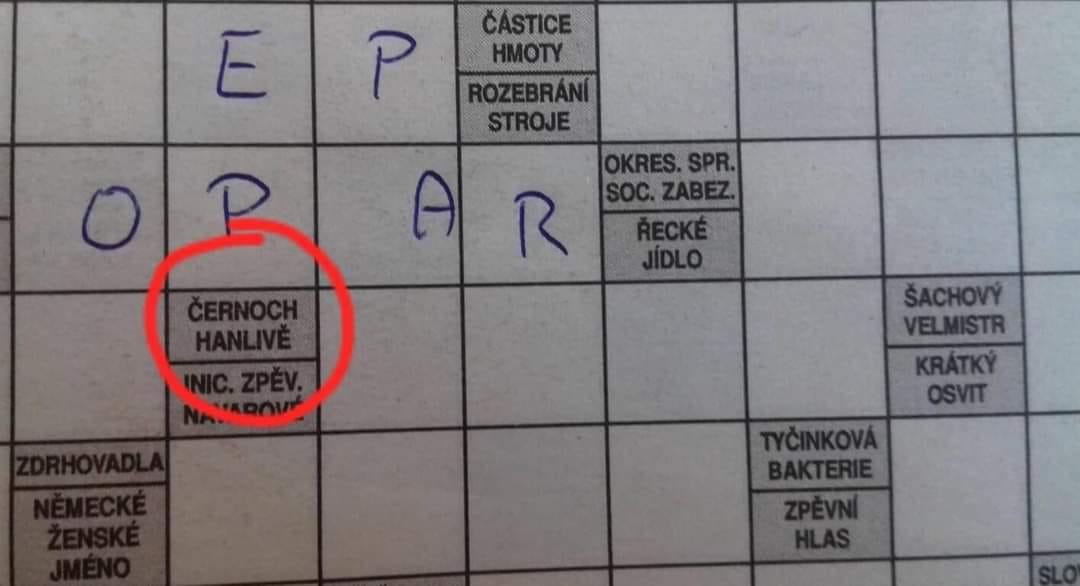 E P
ČÁSTICE
HMOTY
ROZEBRÁNÍ
STROJE
O P A R
OKRES. SPR.
SOC. ZABEZ.
ŘECKÉ
JÍDLO
ČERNOCH
HANLIVĚ
INIC. ZPĚV.
NAVAROVÉ
ŠACHOVÝ
VELMISTR
KRÁTKÝ
OSVIT
ZDRHOVADLA
NĚMECKÉ
ŽENSKÉ
JMÉNO
TYČINKOVÁ
BAKTERIE
ZPĚVNÍ
HLAS